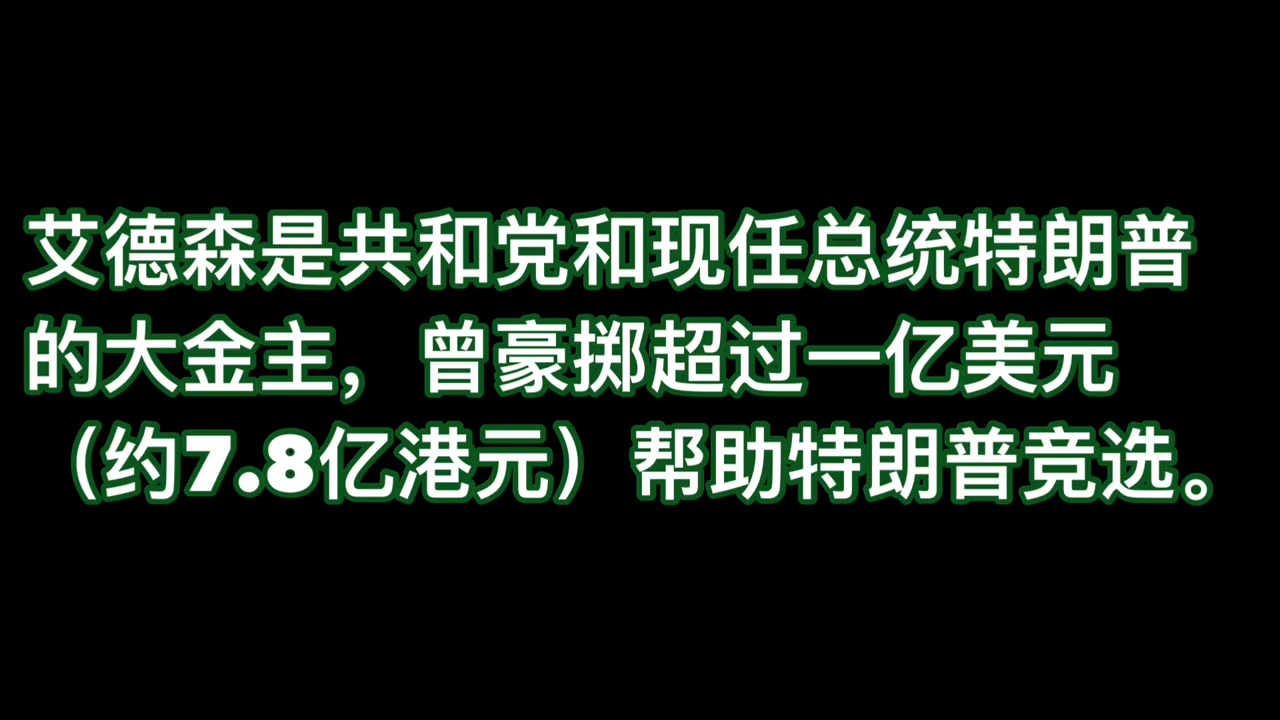 艾德森是共和党和现任总统特朗普
的大金主，曾豪掷超过一亿美元
（约7.8亿港元）帮助特朗普竞选。